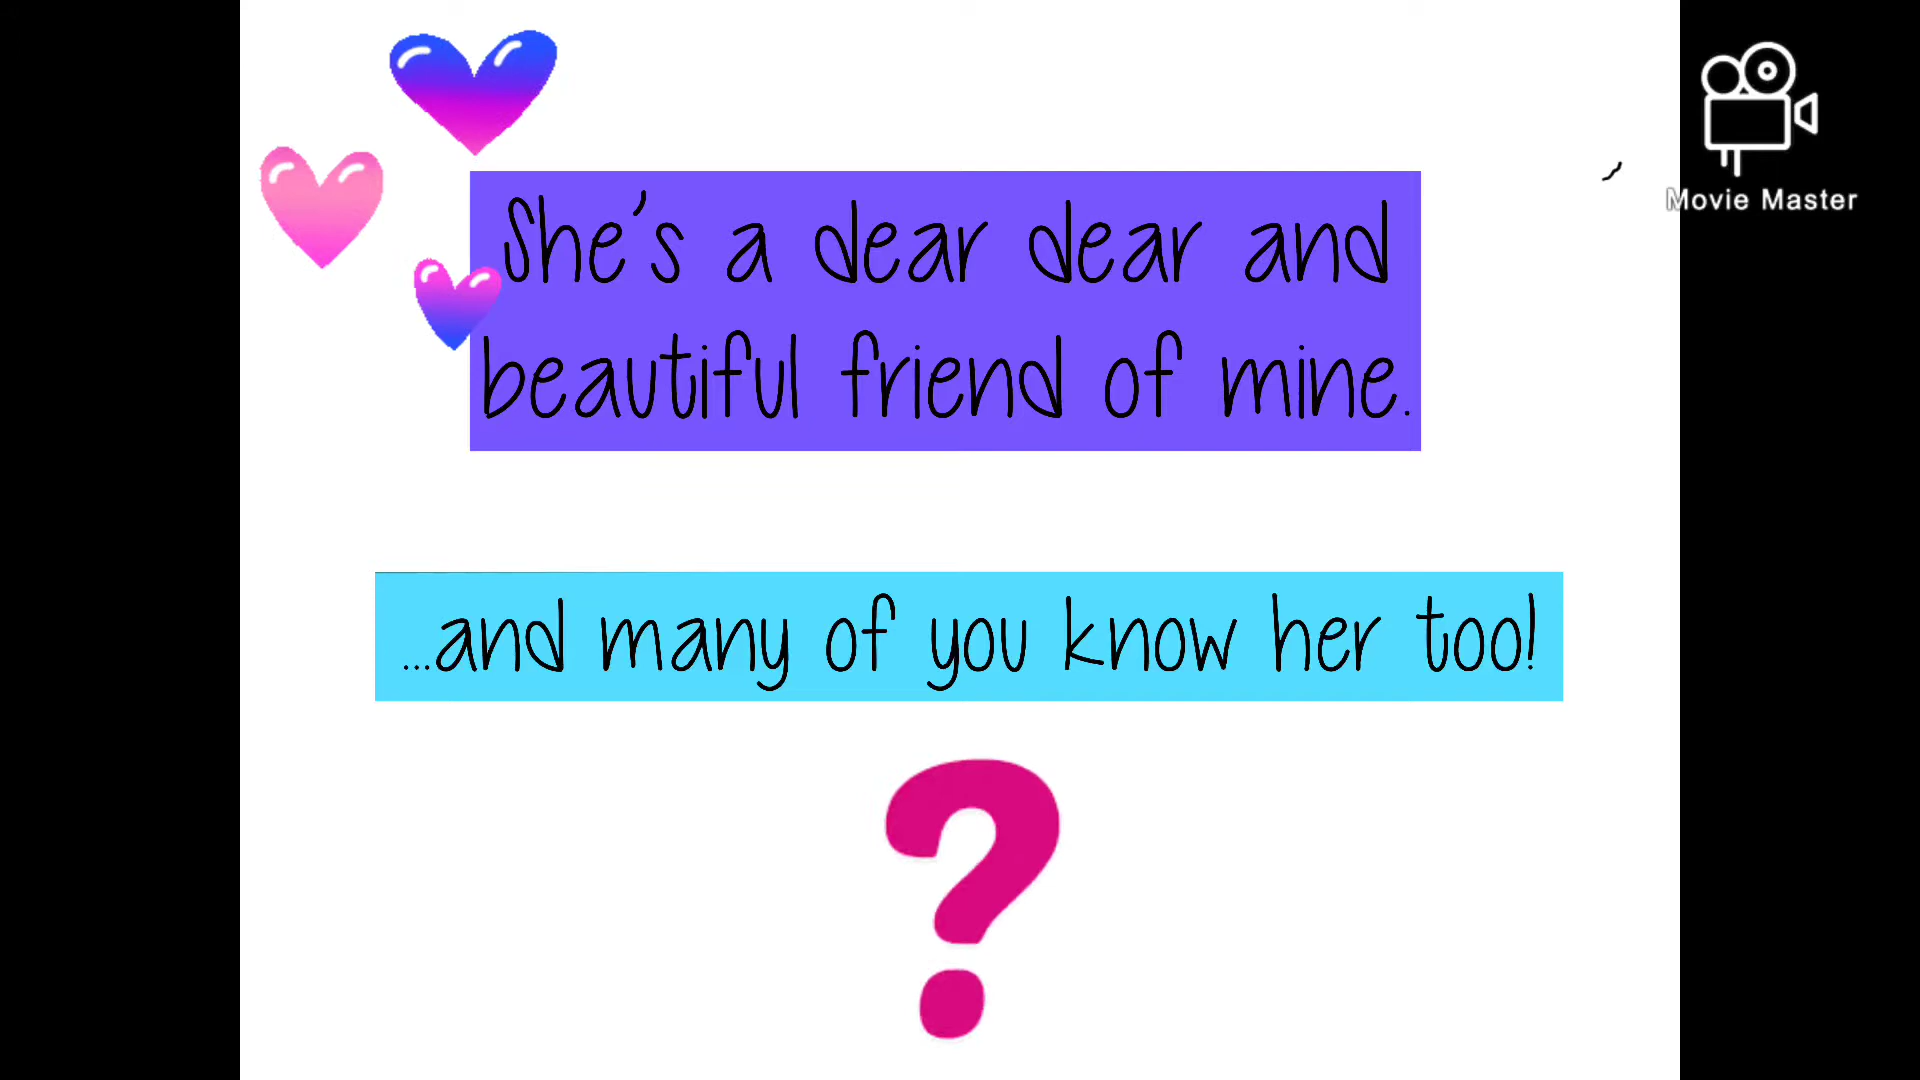 Movie Master
She's a dear dear and
beautiful friend of mine.
...and many of you know her too!
?